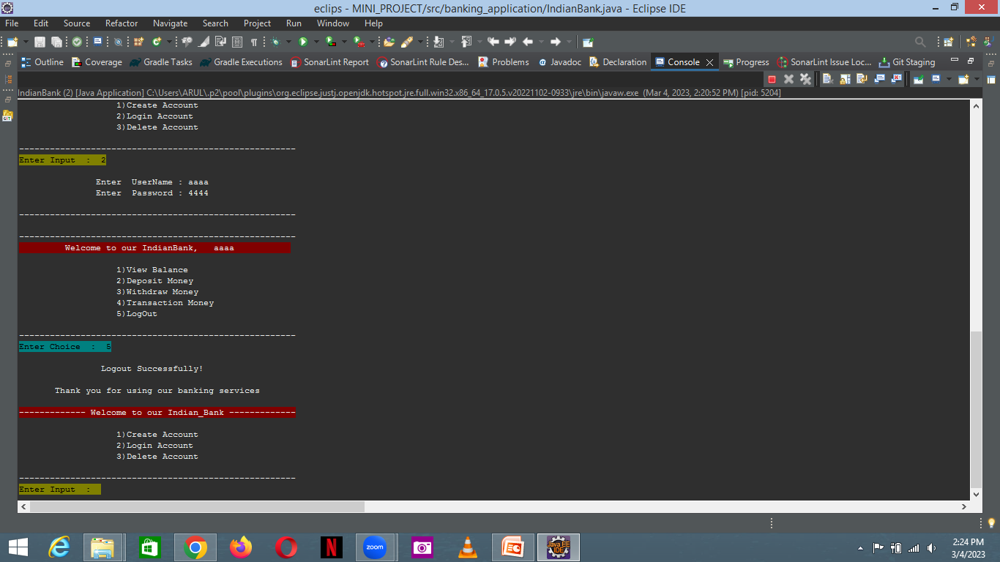 eclips - MINI_PROJECT/src/banking_application/IndianBank.java - Eclipse IDE
File Edit Source Refactor Navigate Search Project Run Window Help
Outline Coverage Gradle Tasks Gradle Executions SonarLint Report SonarLint Rule Des... Problems Javadoc Declaration Console Progress SonarLint Issue Loc... Git Staging
IndianBank (2) [Java Application] C:\Users\ARUL\.p2\pool\plugins\org.eclipse.justj.openjdk.hotspot.jre.full.win32.x86_64_17.0.5.v20221102-0933\jre\bin\javaw.exe (Mar 4, 2023, 2:20:52 PM) [pid: 5204]
1)Create Account
2)Login Account
3)Delete Account
------------------------------------------------------
Enter Input  :  2
Enter  UserName : aaaa
Enter  Password : 4444
------------------------------------------------------
------------------------------------------------------
Welcome to our IndianBank,   aaaa
1)View Balance
2)Deposit Money
3)Withdraw Money
4)Transaction Money
5)LogOut
------------------------------------------------------
Enter Choice  :  5
Logout Successfully!
Thank you for using our banking services
------------- Welcome to our Indian_Bank -------------
1)Create Account
2)Login Account
3)Delete Account
------------------------------------------------------
Enter Input  :
zoom
Java EE
IDE
2:24 PM
3/4/2023